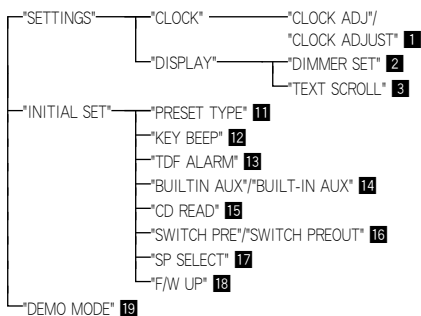 "SETTINGS" "CLOCK" "CLOCK ADJ"/
"CLOCK ADJUST" 1
"DISPLAY" "DIMMER SET" 2
"TEXT SCROLL" 3
"INITIAL SET" "PRESET TYPE" 11
"KEY BEEP" 12
"TDF ALARM" 13
"BUILTIN AUX"/"BUILT-IN AUX" 14
"CD READ" 15
"SWITCH PRE"/"SWITCH PREOUT" 16
"SP SELECT" 17
"F/W UP" 18
"DEMO MODE" 19